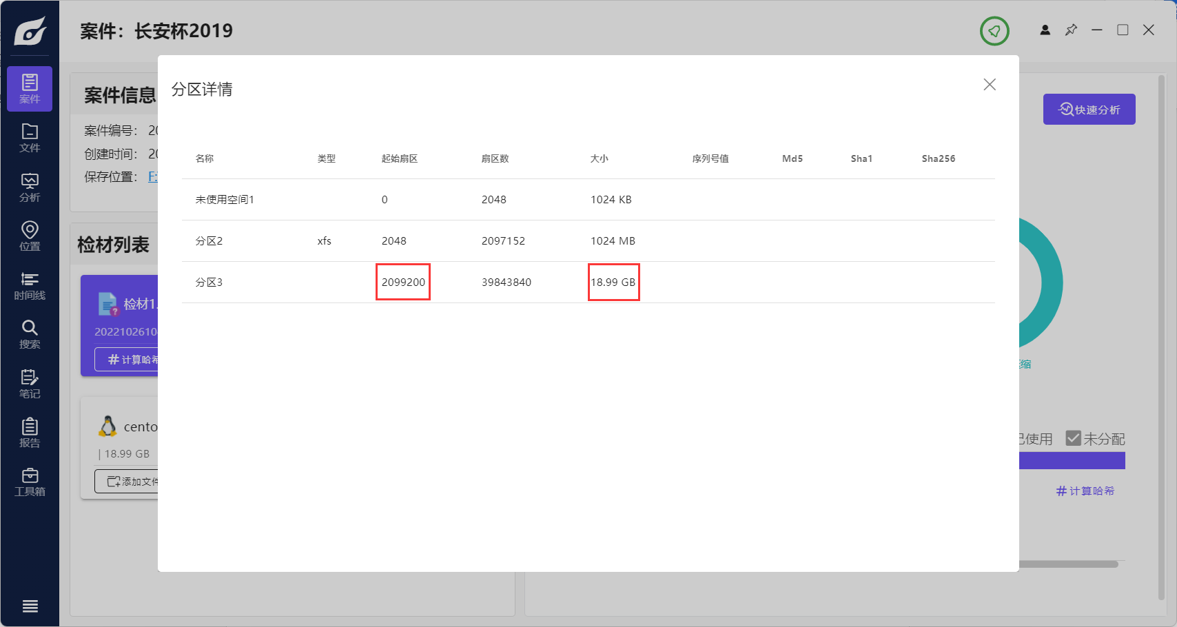 案件：长安杯2019
案件
文件
分析
位置
时间线
搜索
笔记
报告
工具箱
案件信息
案件编号： 20
创建时间： 20
保存位置： F:
快速分析
检材列表
检材1.
2022102610
# 计算哈希
cento
| 18.99 GB
添加文件
分区详情
名称 类型 起始扇区 扇区数 大小 序列号值 Md5 Sha1 Sha256
未使用空间1 0 2048 1024 KB
分区2 xfs 2048 2097152 1024 MB
分区3 2099200 39843840 18.99 GB
缩
已使用 未分配
# 计算哈希